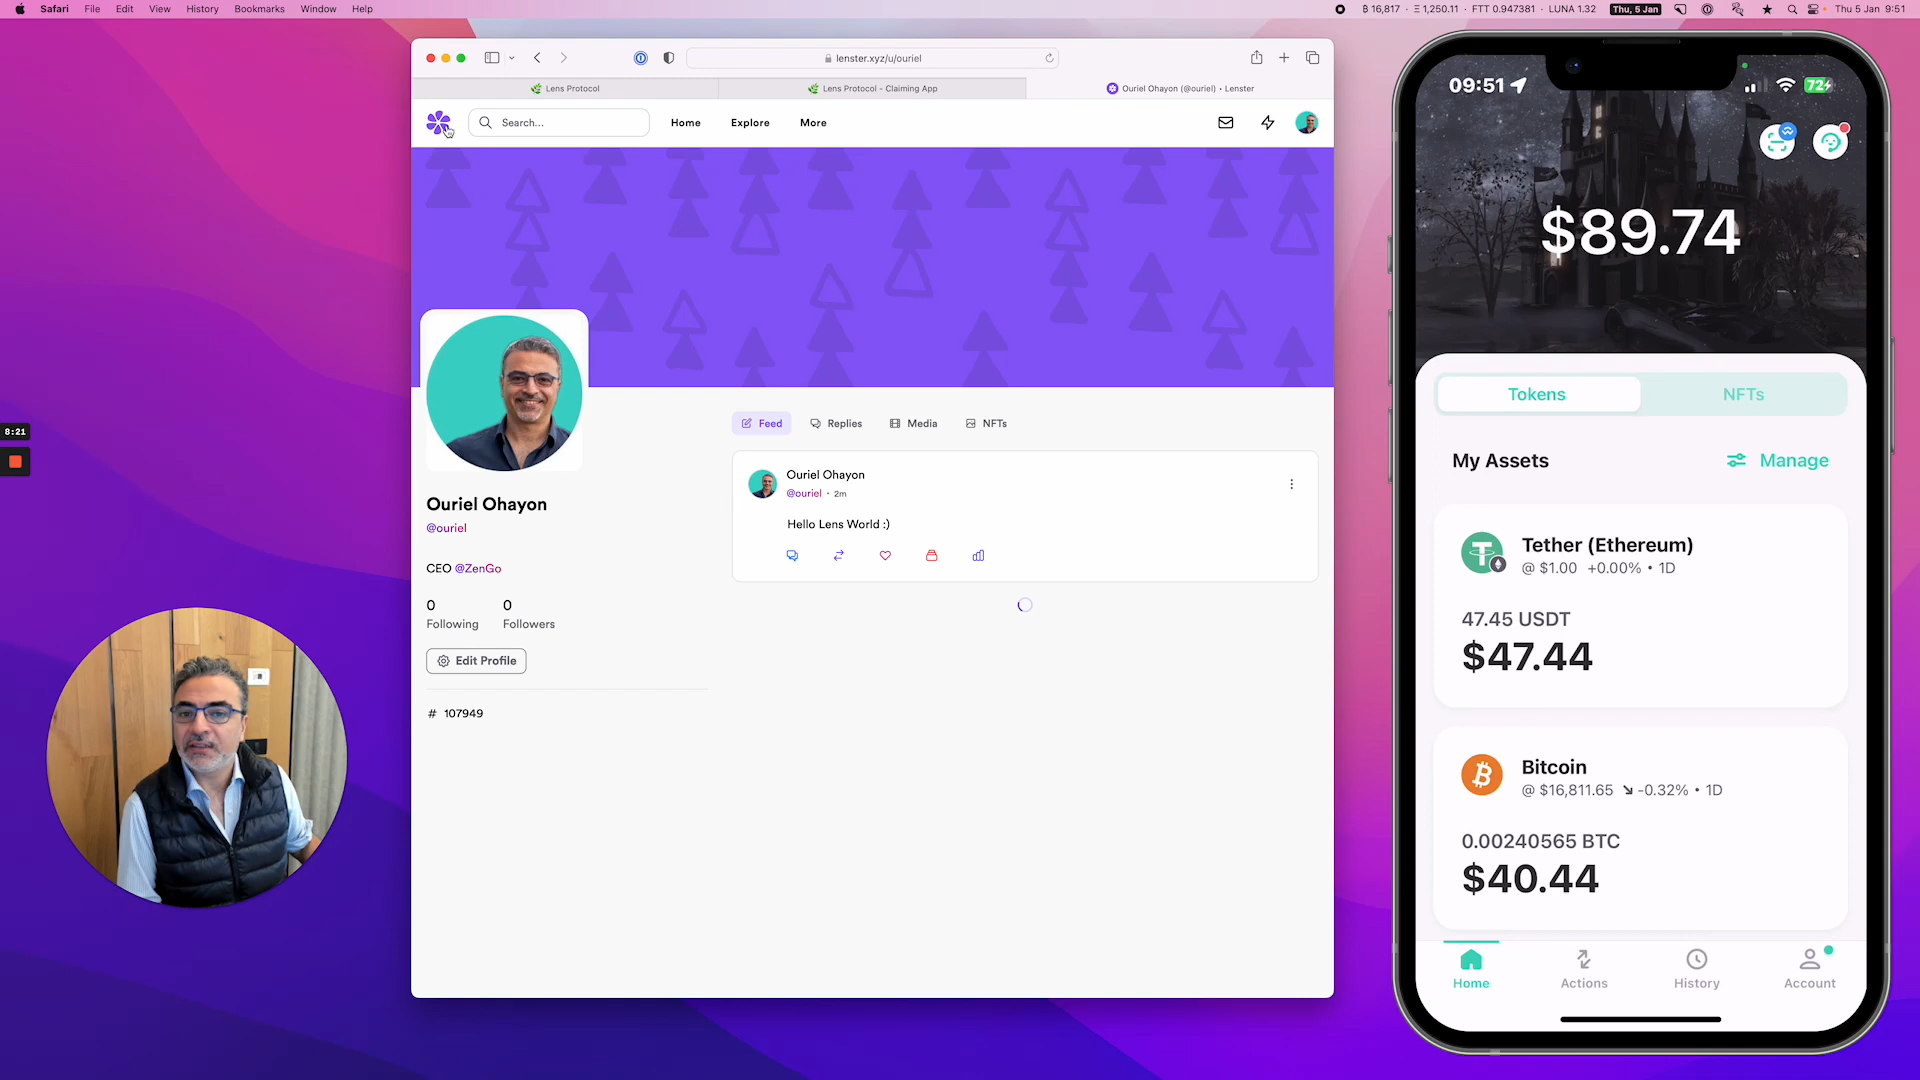 Safari File Edit View History Bookmarks Window Help
₿ 16,817 · Ξ 1,250.11 · FTT 0.947381 · LUNA 1.32 Thu, 5 Jan Thu 5 Jan 9:51
lenster.xyz/u/ouriel
Lens Protocol
Lens Protocol - Claiming App
Ouriel Ohayon (@ouriel) • Lenster
Search...
Home
Explore
More
Ouriel Ohayon
@ouriel
CEO @ZenGo
0
Following
0
Followers
Edit Profile
# 107949
Feed
Replies
Media
NFTs
Ouriel Ohayon
@ouriel · 2m
Hello Lens World :)
8:21
09:51
72
$89.74
Tokens
NFTs
My Assets
Manage
Tether (Ethereum)
@ $1.00 +0.00% • 1D
47.45 USDT
$47.44
Bitcoin
@ $16,811.65 ↘ -0.32% • 1D
0.00240565 BTC
$40.44
Home
Actions
History
Account